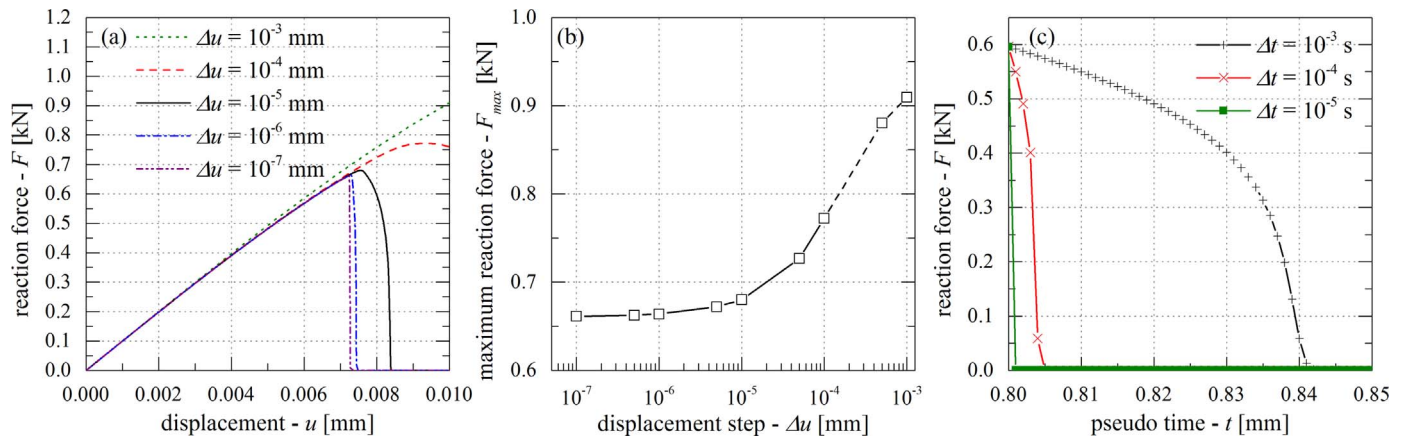 (a)
Δu = 10⁻³ mm
Δu = 10⁻⁴ mm
Δu = 10⁻⁵ mm
Δu = 10⁻⁶ mm
Δu = 10⁻⁷ mm
reaction force - F [kN]
1.2
1.1
1.0
0.9
0.8
0.7
0.6
0.5
0.4
0.3
0.2
0.1
0.0
0.000 0.002 0.004 0.006 0.008 0.010
displacement - u [mm]
(b)
maximum reaction force - Fmax [kN]
1.0
0.9
0.8
0.7
0.6
10⁻⁷ 10⁻⁶ 10⁻⁵ 10⁻⁴ 10⁻³
displacement step - Δu [mm]
(c)
Δt = 10⁻³ s
Δt = 10⁻⁴ s
Δt = 10⁻⁵ s
reaction force - F [kN]
0.6
0.5
0.4
0.3
0.2
0.1
0.0
0.80 0.81 0.82 0.83 0.84 0.85
pseudo time - t [mm]